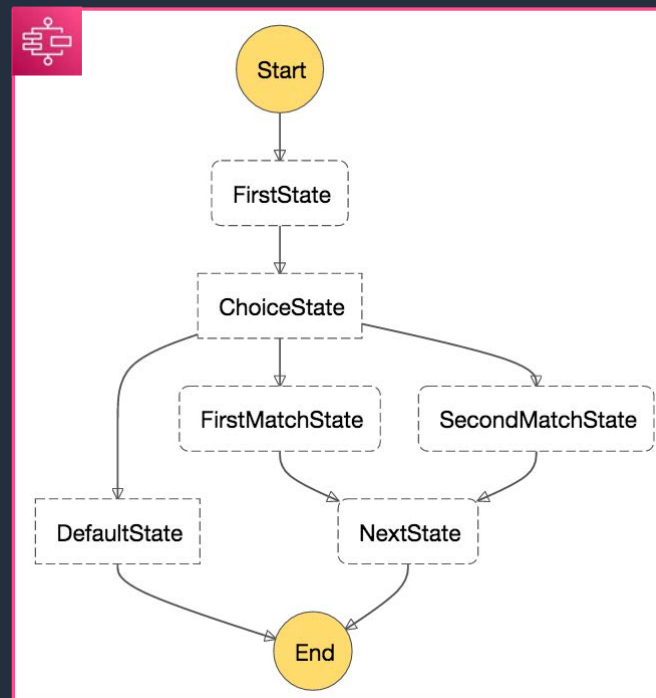 Start
FirstState
ChoiceState
FirstMatchState
SecondMatchState
DefaultState
NextState
End